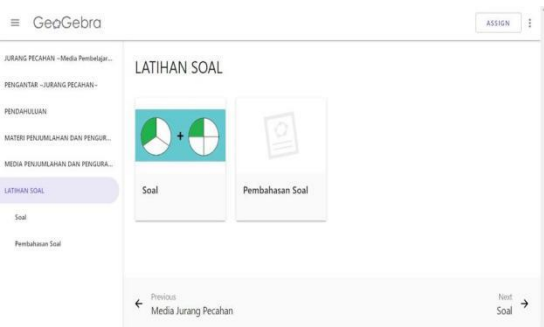 GeoGebra
ASSIGN
JURANG PECAHAN ~Media Pembelajar...
PENGANTAR ~JURANG PECAHAN~
PENDAHULUAN
MATERI PENJUMLAHAN DAN PENGUR...
MEDIA PENJUMLAHAN DAN PENGURA...
LATIHAN SOAL
Soal
Pembahasan Soal
LATIHAN SOAL
+
Soal
Pembahasan Soal
Previous
Media Jurang Pecahan
Next
Soal